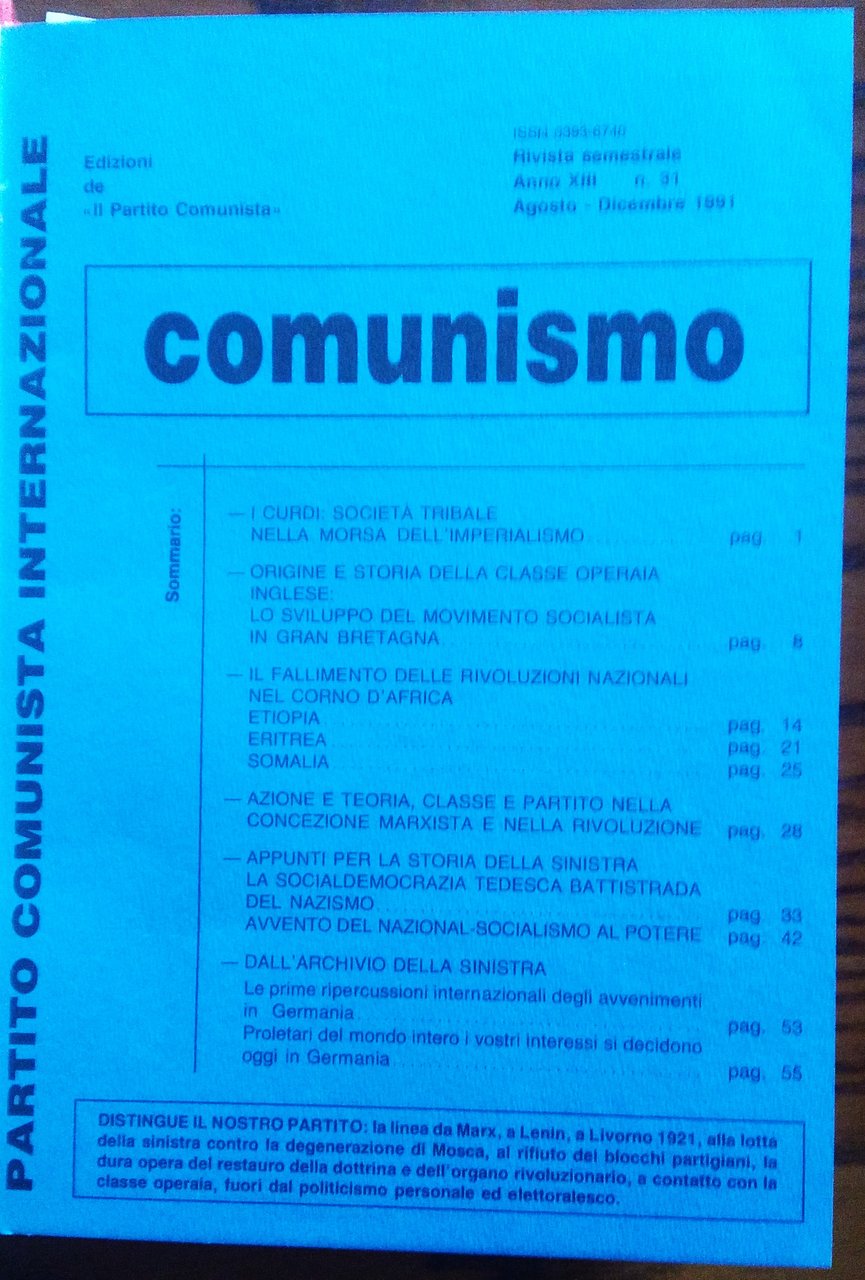 PARTITO COMUNISTA INTERNAZIONALE
Edizioni
de
«Il Partito Comunista»
ISSN
Rivista semestrale
Anno XIII n. 31
Agosto - Dicembre 1991
comunismo
Sommario:
— I CURDI: SOCIETÀ TRIBALE
NELLA MORSA DELL'IMPERIALISMO pag. 1
— ORIGINE E STORIA DELLA CLASSE OPERAIA
INGLESE:
LO SVILUPPO DEL MOVIMENTO SOCIALISTA
IN GRAN BRETAGNA pag. 8
— IL FALLIMENTO DELLE RIVOLUZIONI NAZIONALI
NEL CORNO D'AFRICA
ETIOPIA pag. 14
ERITREA pag. 21
SOMALIA pag. 25
— AZIONE E TEORIA, CLASSE E PARTITO NELLA
CONCEZIONE MARXISTA E NELLA RIVOLUZIONE pag. 28
— APPUNTI PER LA STORIA DELLA SINISTRA
LA SOCIALDEMOCRAZIA TEDESCA BATTISTRADA
DEL NAZISMO pag. 33
AVVENTO DEL NAZIONAL-SOCIALISMO AL POTERE pag. 42
— DALL'ARCHIVIO DELLA SINISTRA
Le prime ripercussioni internazionali degli avvenimenti
in Germania pag. 53
Proletari del mondo intero i vostri interessi si decidono
oggi in Germania pag. 55
DISTINGUE IL NOSTRO PARTITO: la linea da Marx, a Lenin, a Livorno 1921, alla lotta
della sinistra contro la degenerazione di Mosca, al rifiuto dei blocchi partigiani, la
dura opera del restauro della dottrina e dell'organo rivoluzionario, a contatto con la
classe operaia, fuori dal politicismo personale ed elettoralesco.